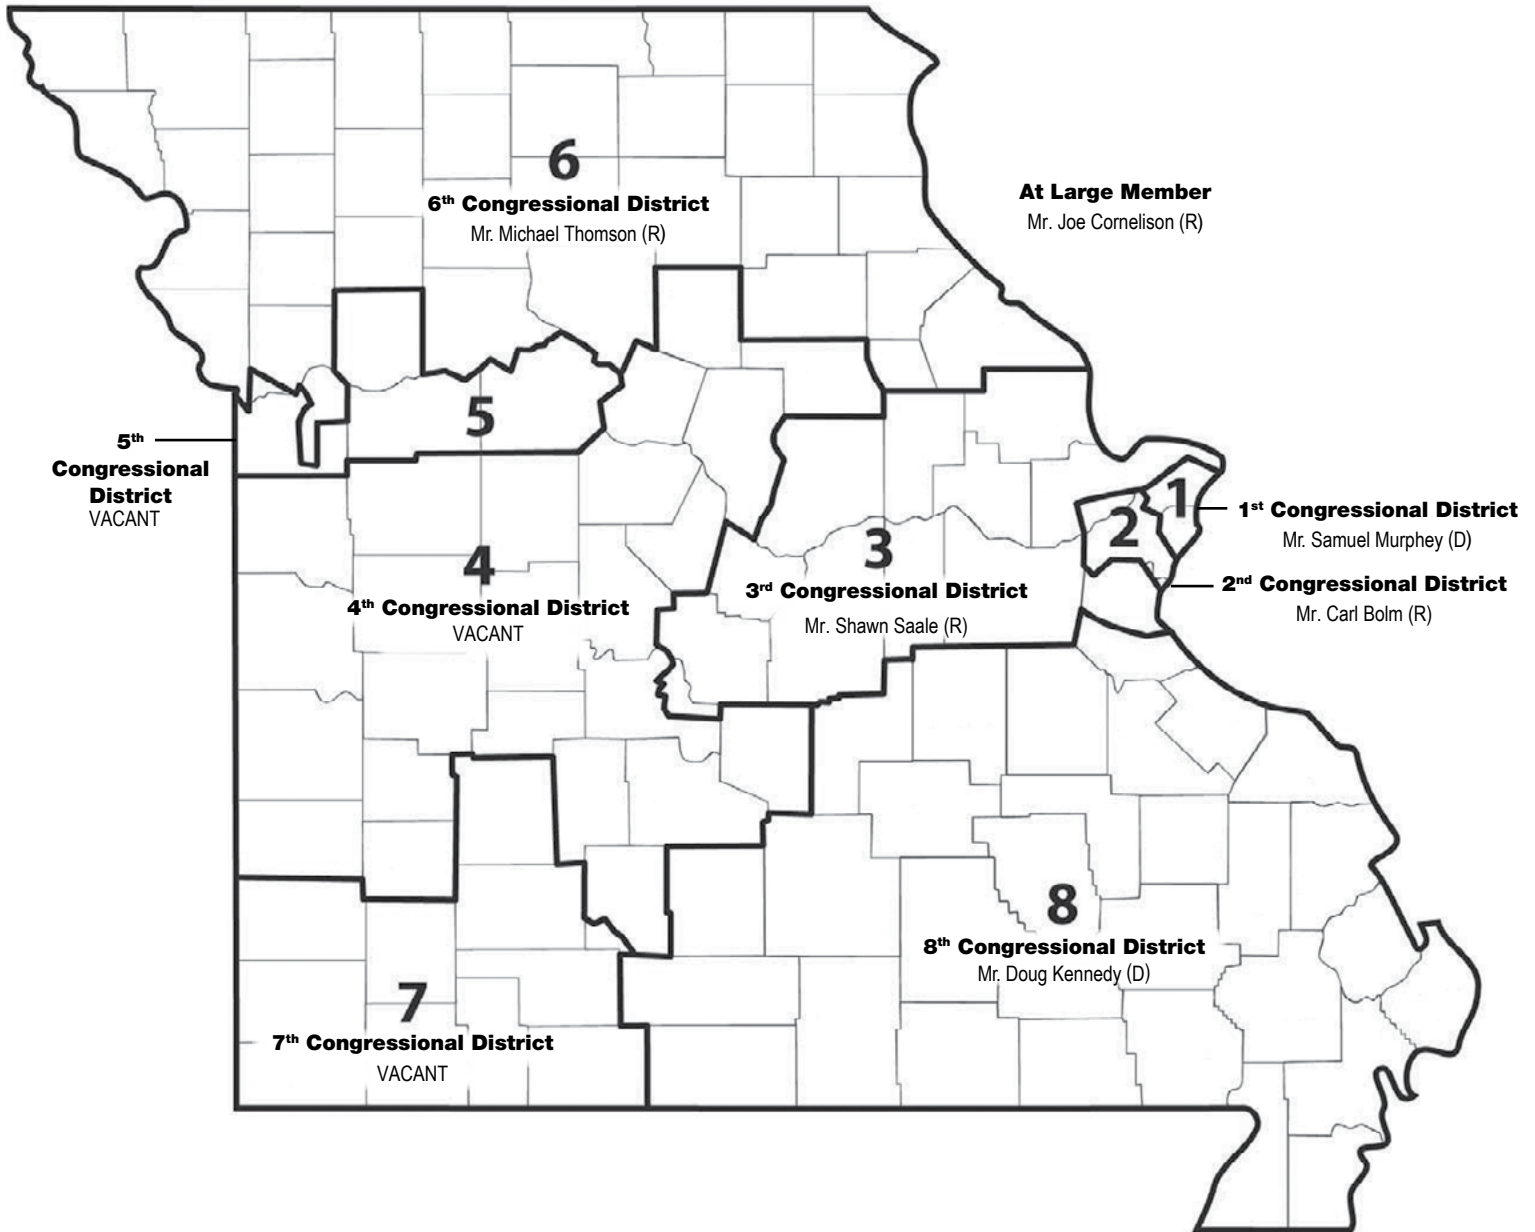 6
6th Congressional District
Mr. Michael Thomson (R)
At Large Member
Mr. Joe Cornelison (R)
5
5th
Congressional
District
VACANT
1
1st Congressional District
Mr. Samuel Murphey (D)
2
2nd Congressional District
Mr. Carl Bolm (R)
3
3rd Congressional District
Mr. Shawn Saale (R)
4
4th Congressional District
VACANT
8
8th Congressional District
Mr. Doug Kennedy (D)
7
7th Congressional District
VACANT